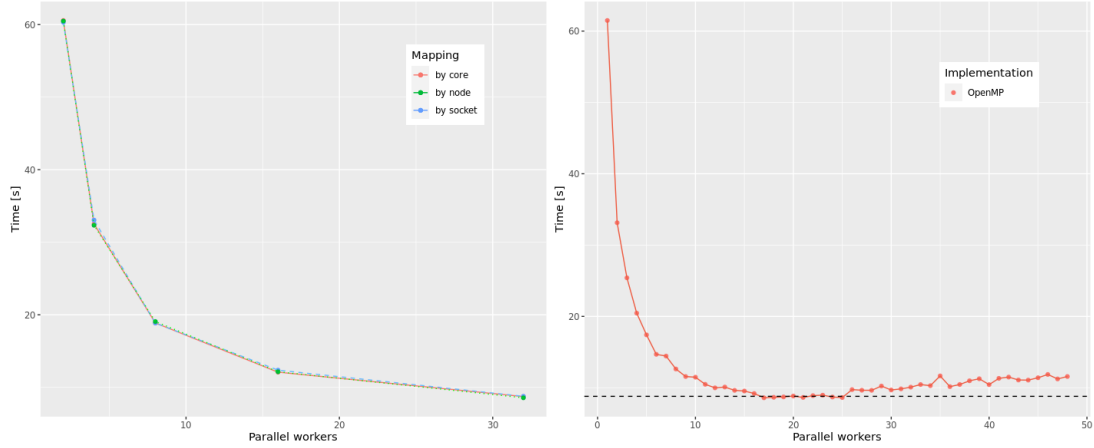 60
40
20
Time [s]
10
20
30
Parallel workers
Mapping
by core
by node
by socket
60
40
20
Time [s]
0
10
20
30
40
50
Parallel workers
Implementation
OpenMP